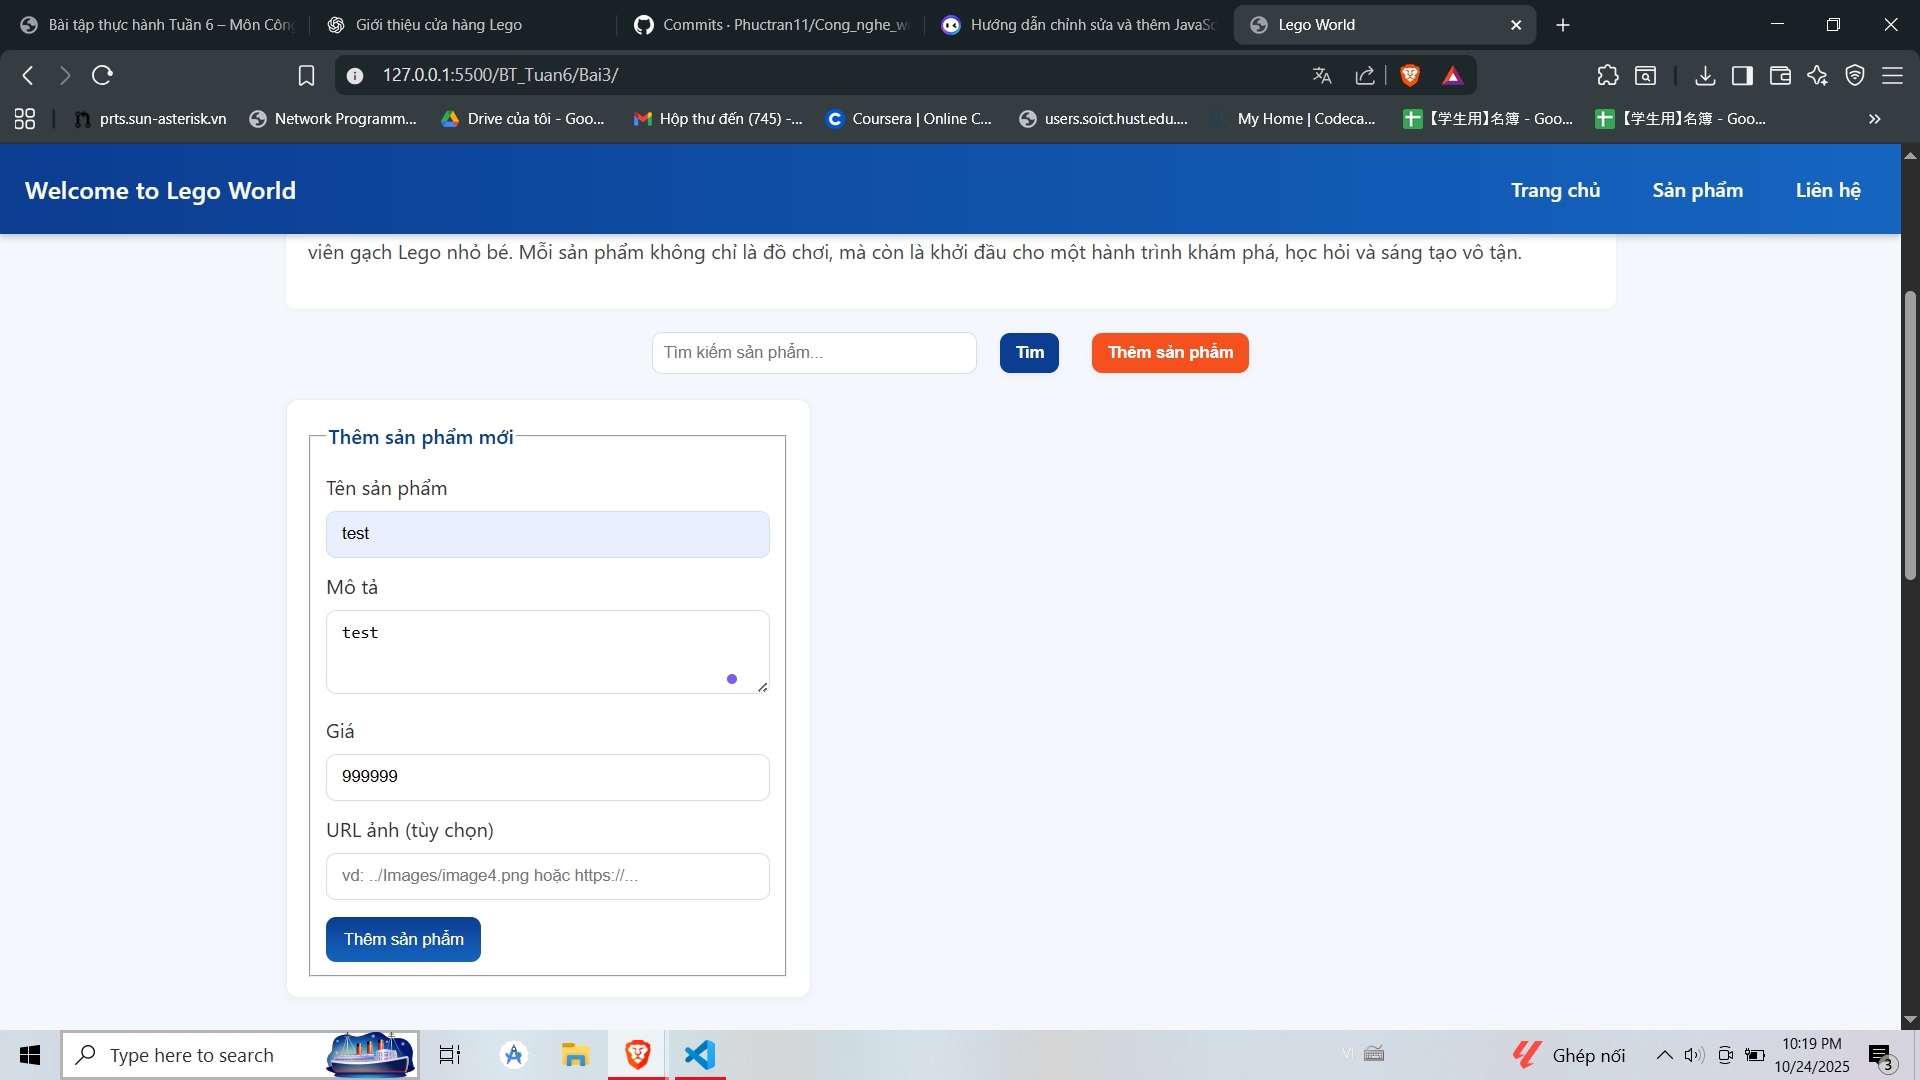 Bài tập thực hành Tuần 6 – Môn Công
Giới thiệu cửa hàng Lego
Commits · Phuctran11/Cong_nghe_we
Hướng dẫn chỉnh sửa và thêm JavaSc
Lego World
127.0.0.1:5500/BT_Tuan6/Bai3/
prts.sun-asterisk.vn
Network Programm...
Drive của tôi - Goo...
Hộp thư đến (745) -...
Coursera | Online C...
users.soict.hust.edu....
My Home | Codeca...
【学生用】名簿 - Goo...
【学生用】名簿 - Goo...
Welcome to Lego World
Trang chủ
Sản phẩm
Liên hệ
viên gạch Lego nhỏ bé. Mỗi sản phẩm không chỉ là đồ chơi, mà còn là khởi đầu cho một hành trình khám phá, học hỏi và sáng tạo vô tận.
Tìm kiếm sản phẩm...
Tìm
Thêm sản phẩm
Thêm sản phẩm mới
Tên sản phẩm
test
Mô tả
test
Giá
999999
URL ảnh (tùy chọn)
vd: ../Images/image4.png hoặc https://...
Thêm sản phẩm
Type here to search
VI
Ghép nối
10:19 PM
10/24/2025
3